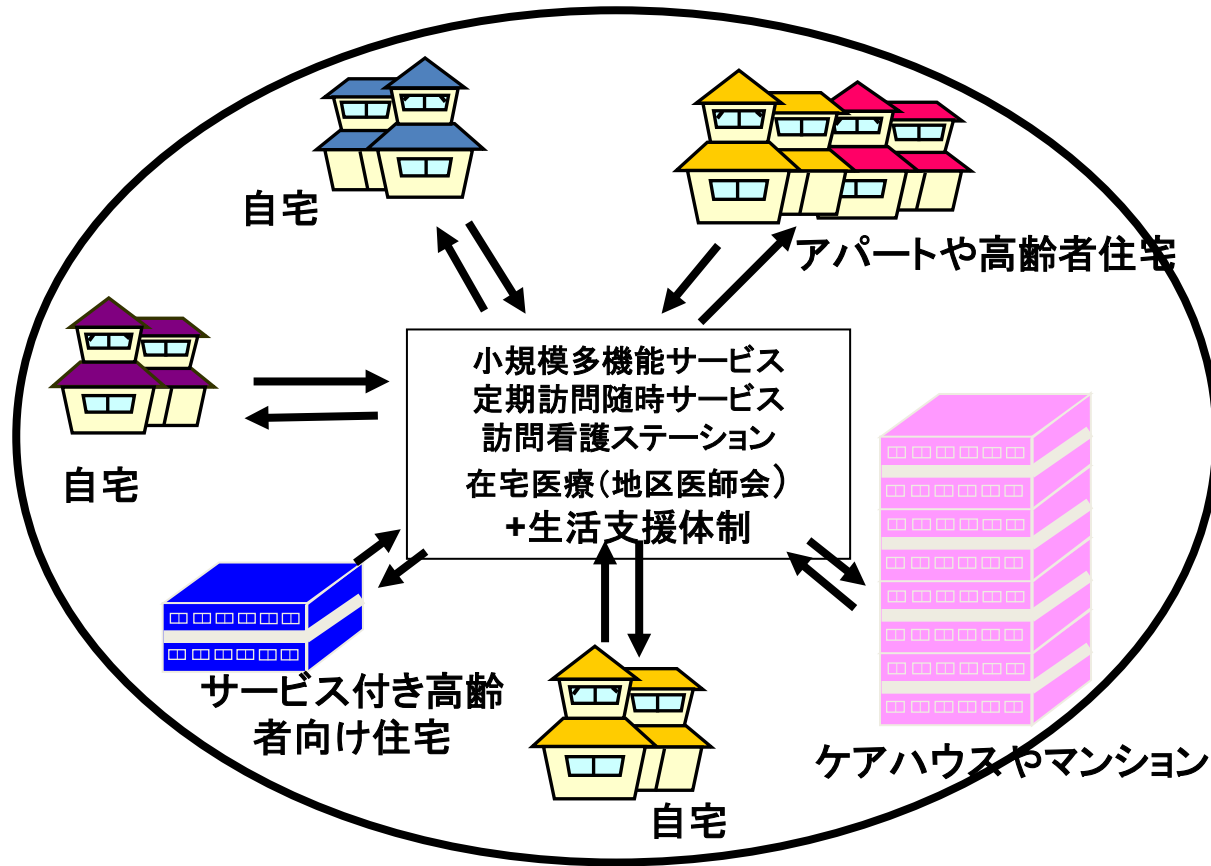 自宅
アパートや高齢者住宅
自宅
小規模多機能サービス
定期訪問随時サービス
訪問看護ステーション
在宅医療(地区医師会)
+生活支援体制
サービス付き高齢
者向け住宅
自宅
ケアハウスやマンション